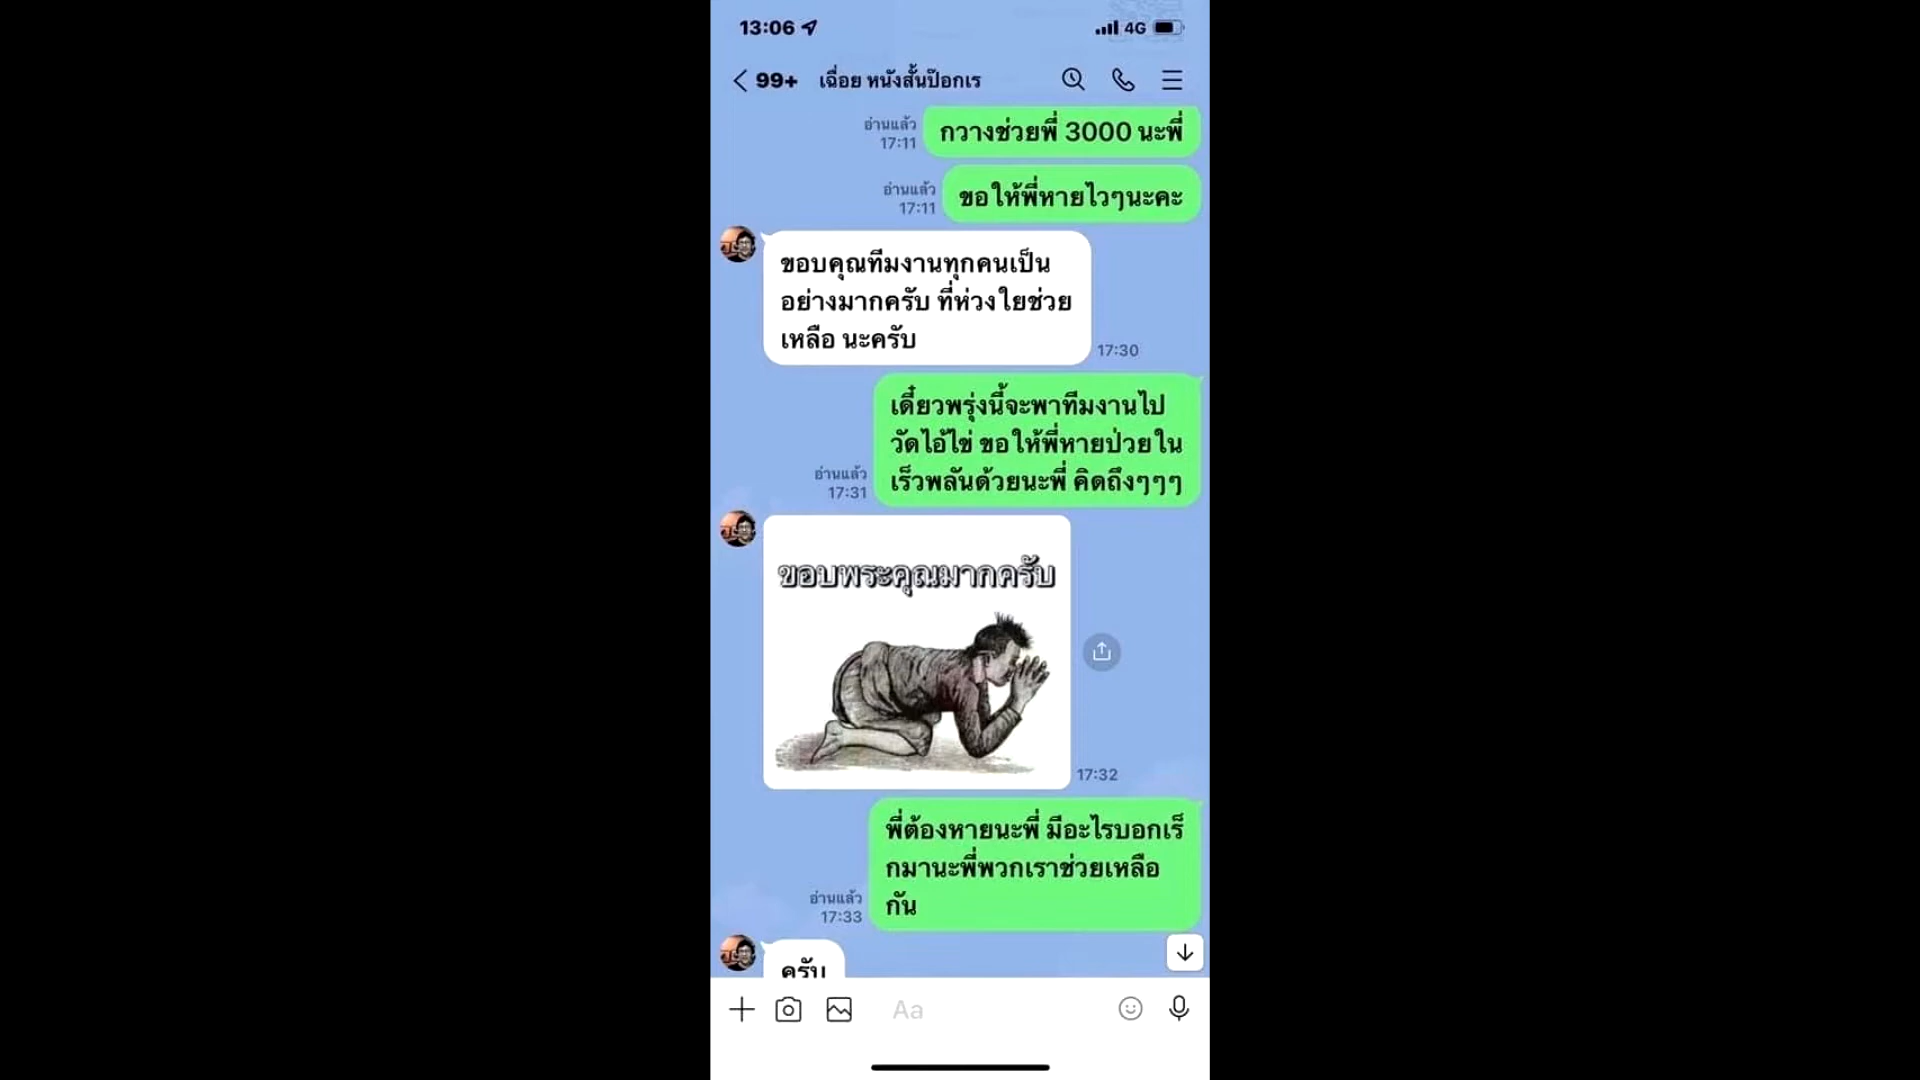 13:06
4G
99+ เฉื่อย หนังสั้นป๊อกเร
กวางช่วยพี่ 3000 นะพี่
อ่านแล้ว
17:11
ขอให้พี่หายไวๆนะคะ
อ่านแล้ว
17:11
ขอบคุณทีมงานทุกคนเป็น
อย่างมากครับ ที่ห่วงใยช่วย
เหลือ นะครับ
17:30
เดี๋ยวพรุ่งนี้จะพาทีมงานไป
วัดไอ้ไข่ ขอให้พี่หายป่วยใน
เร็วพลันด้วยนะพี่ คิดถึงๆๆๆ
อ่านแล้ว
17:31
ขอบพระคุณมากครับ
17:32
พี่ต้องหายนะพี่ มีอะไรบอกเร็
กมานะพี่พวกเราช่วยเหลือ
กัน
อ่านแล้ว
17:33
ครับ
Aa